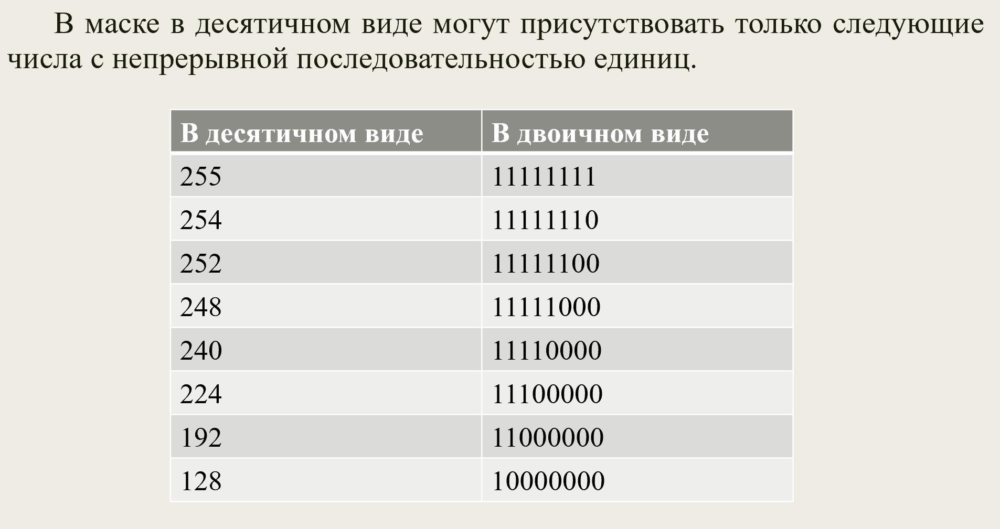 В маске в десятичном виде могут присутствовать только следующие
числа с непрерывной последовательностью единиц.
В десятичном виде В двоичном виде
255 11111111
254 11111110
252 11111100
248 11111000
240 11110000
224 11100000
192 11000000
128 10000000